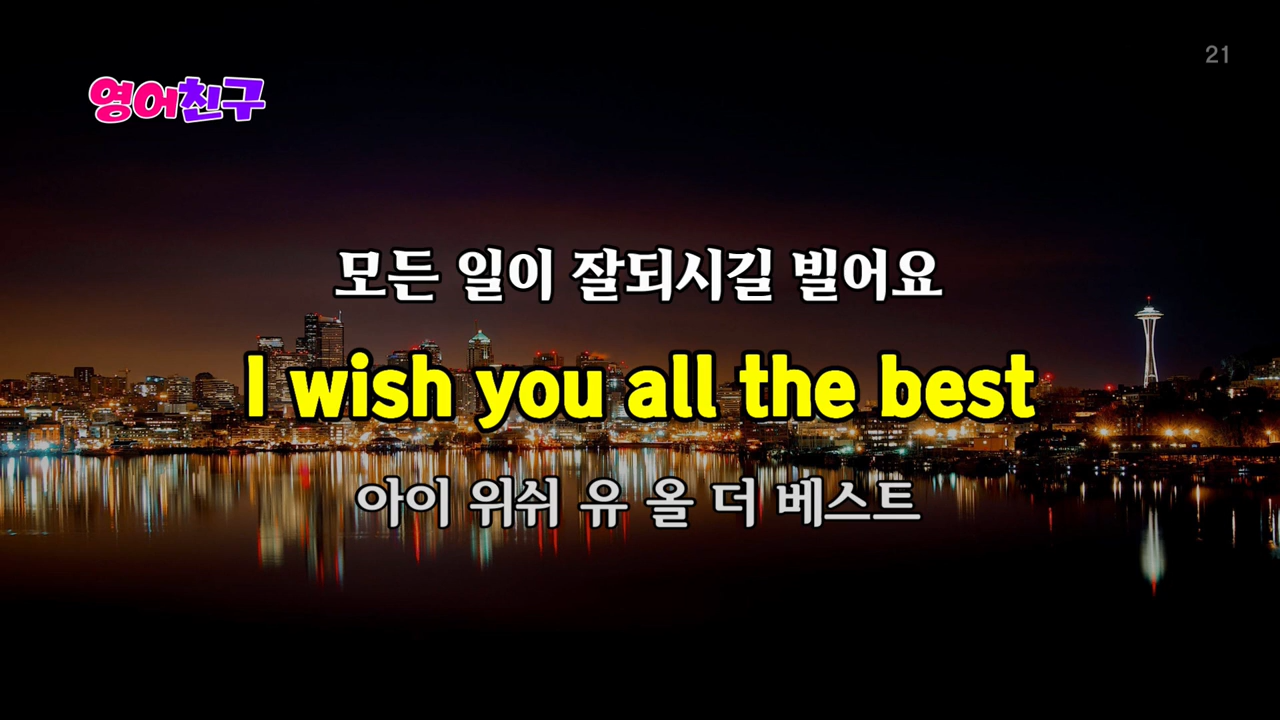 21
영어친구
모든 일이 잘되시길 빌어요
I wish you all the best
아이 위쉬 유 올 더 베스트